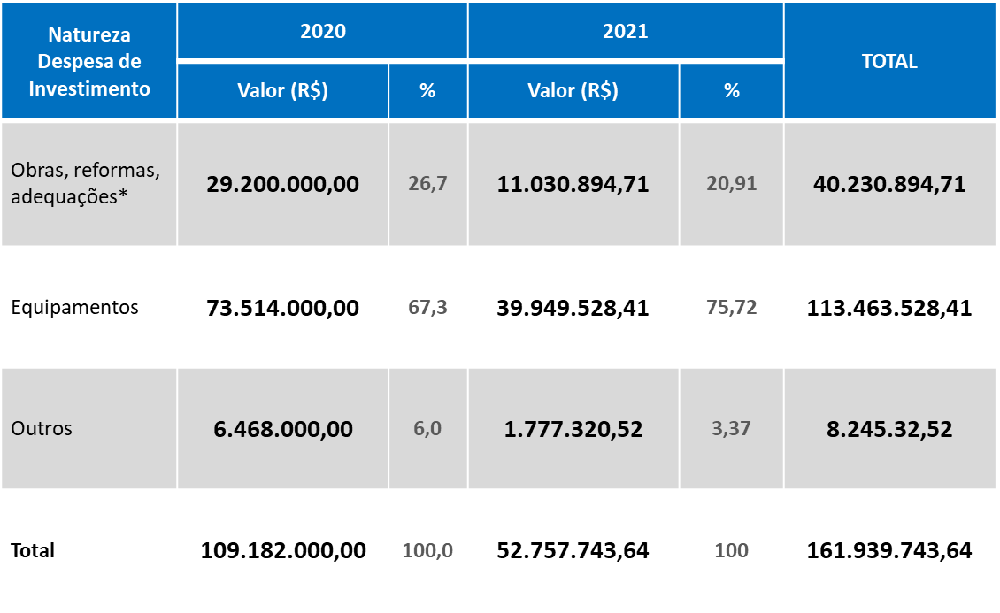 Natureza
Despesa de
Investimento
2020
2021
TOTAL
Valor (R$)
%
Valor (R$)
%
Obras, reformas,
adequações*
29.200.000,00
26,7
11.030.894,71
20,91
40.230.894,71
Equipamentos
73.514.000,00
67,3
39.949.528,41
75,72
113.463.528,41
Outros
6.468.000,00
6,0
1.777.320,52
3,37
8.245.32,52
Total
109.182.000,00
100,0
52.757.743,64
100
161.939.743,64